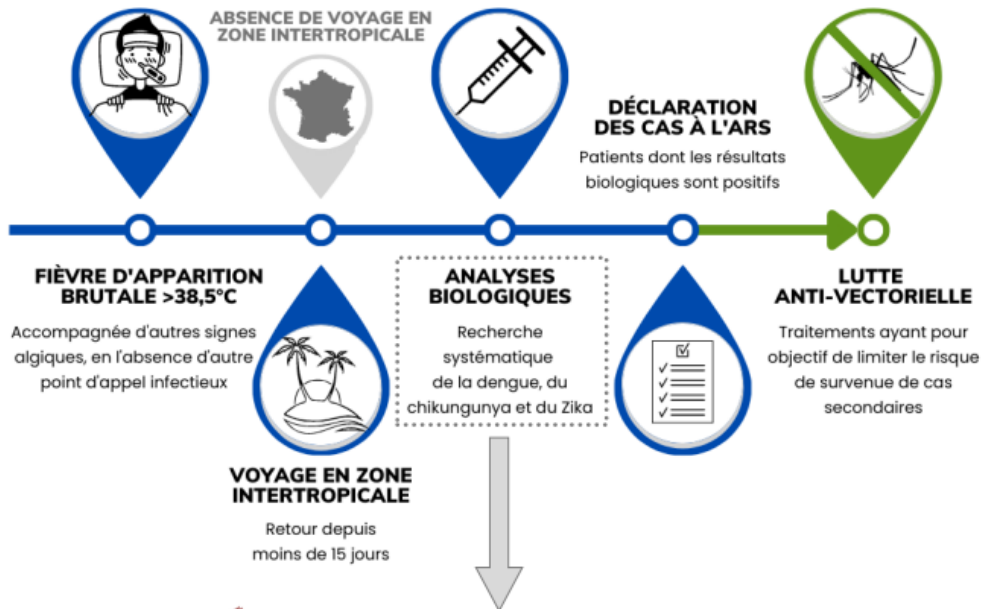 ABSENCE DE VOYAGE EN
ZONE INTERTROPICALE
DÉCLARATION
DES CAS À L'ARS
Patients dont les résultats
biologiques sont positifs
FIÈVRE D'APPARITION
BRUTALE >38,5°C
Accompagnée d'autres signes
algiques, en l'absence d'autre
point d'appel infectieux
VOYAGE EN ZONE
INTERTROPICALE
Retour depuis
moins de 15 jours
ANALYSES
BIOLOGIQUES
Recherche
systématique
de la dengue, du
chikungunya et du Zika
LUTTE
ANTI-VECTORIELLE
Traitements ayant pour
objectif de limiter le risque
de survenue de cas
secondaires